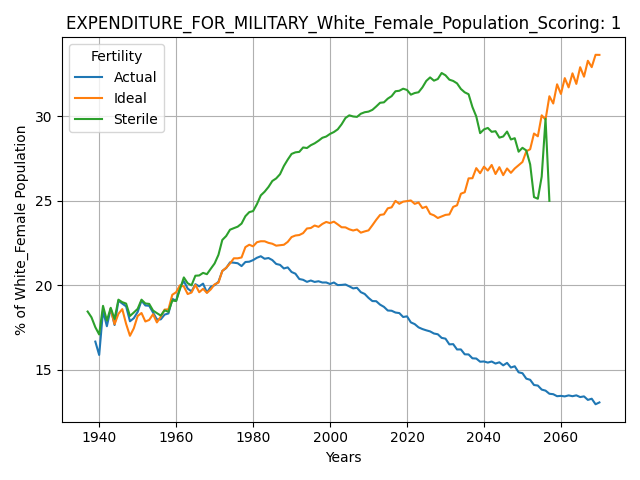 EXPENDITURE_FOR_MILITARY_White_Female_Population_Scoring: 1
Fertility
Actual
Ideal
Sterile
% of White_Female Population
30
25
20
15
1940
1960
1980
2000
2020
2040
2060
Years